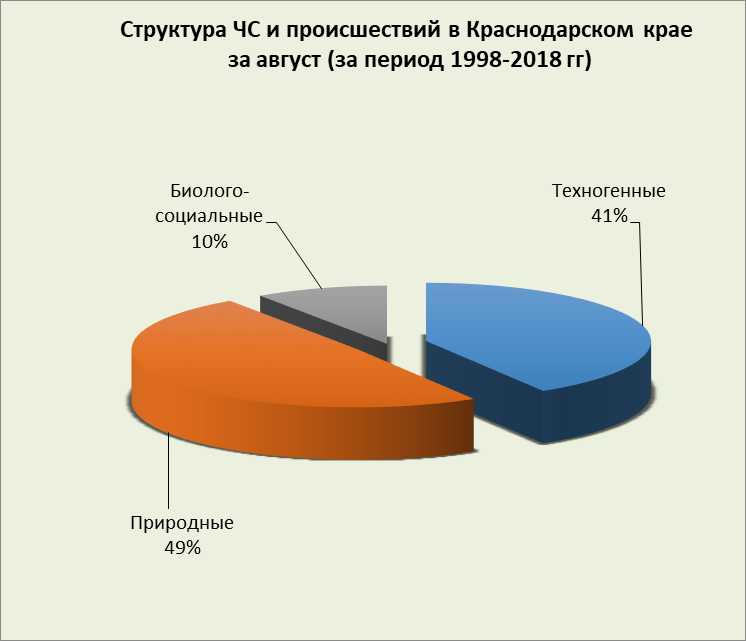 Структура ЧС и происшествий в Краснодарском крае
за август (за период 1998-2018 гг)
Биолого-
социальные
10%
Техногенные
41%
Природные
49%